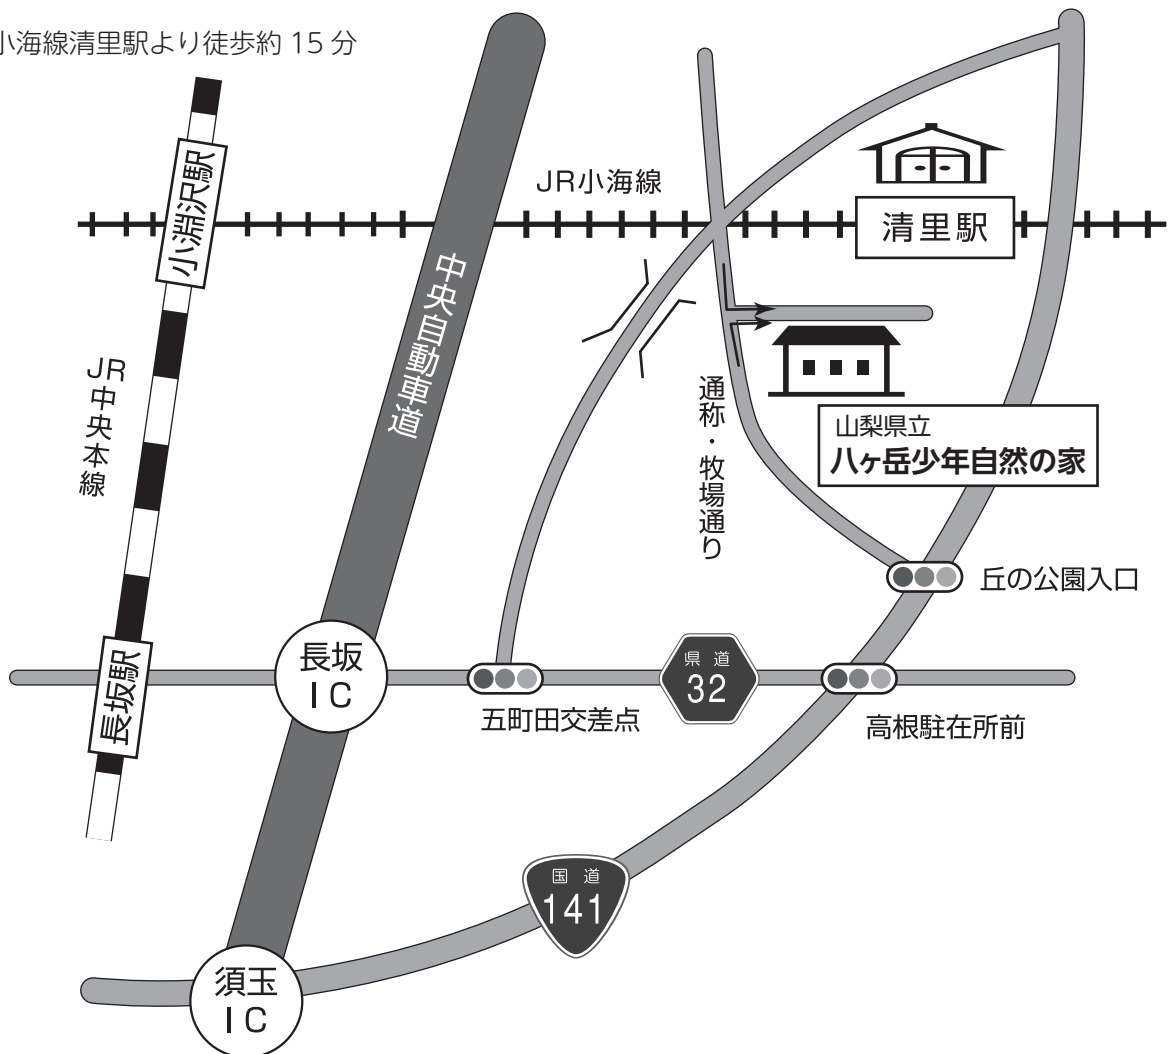 小海線清里駅より徒歩約 15 分
小淵沢駅
JR小海線
清里駅
中央自動車道
JR中央本線
通称・牧場通り
山梨県立
八ヶ岳少年自然の家
丘の公園入口
長坂駅
長坂
IC
五町田交差点
県道
32
高根駐在所前
国道
141
須玉
IC